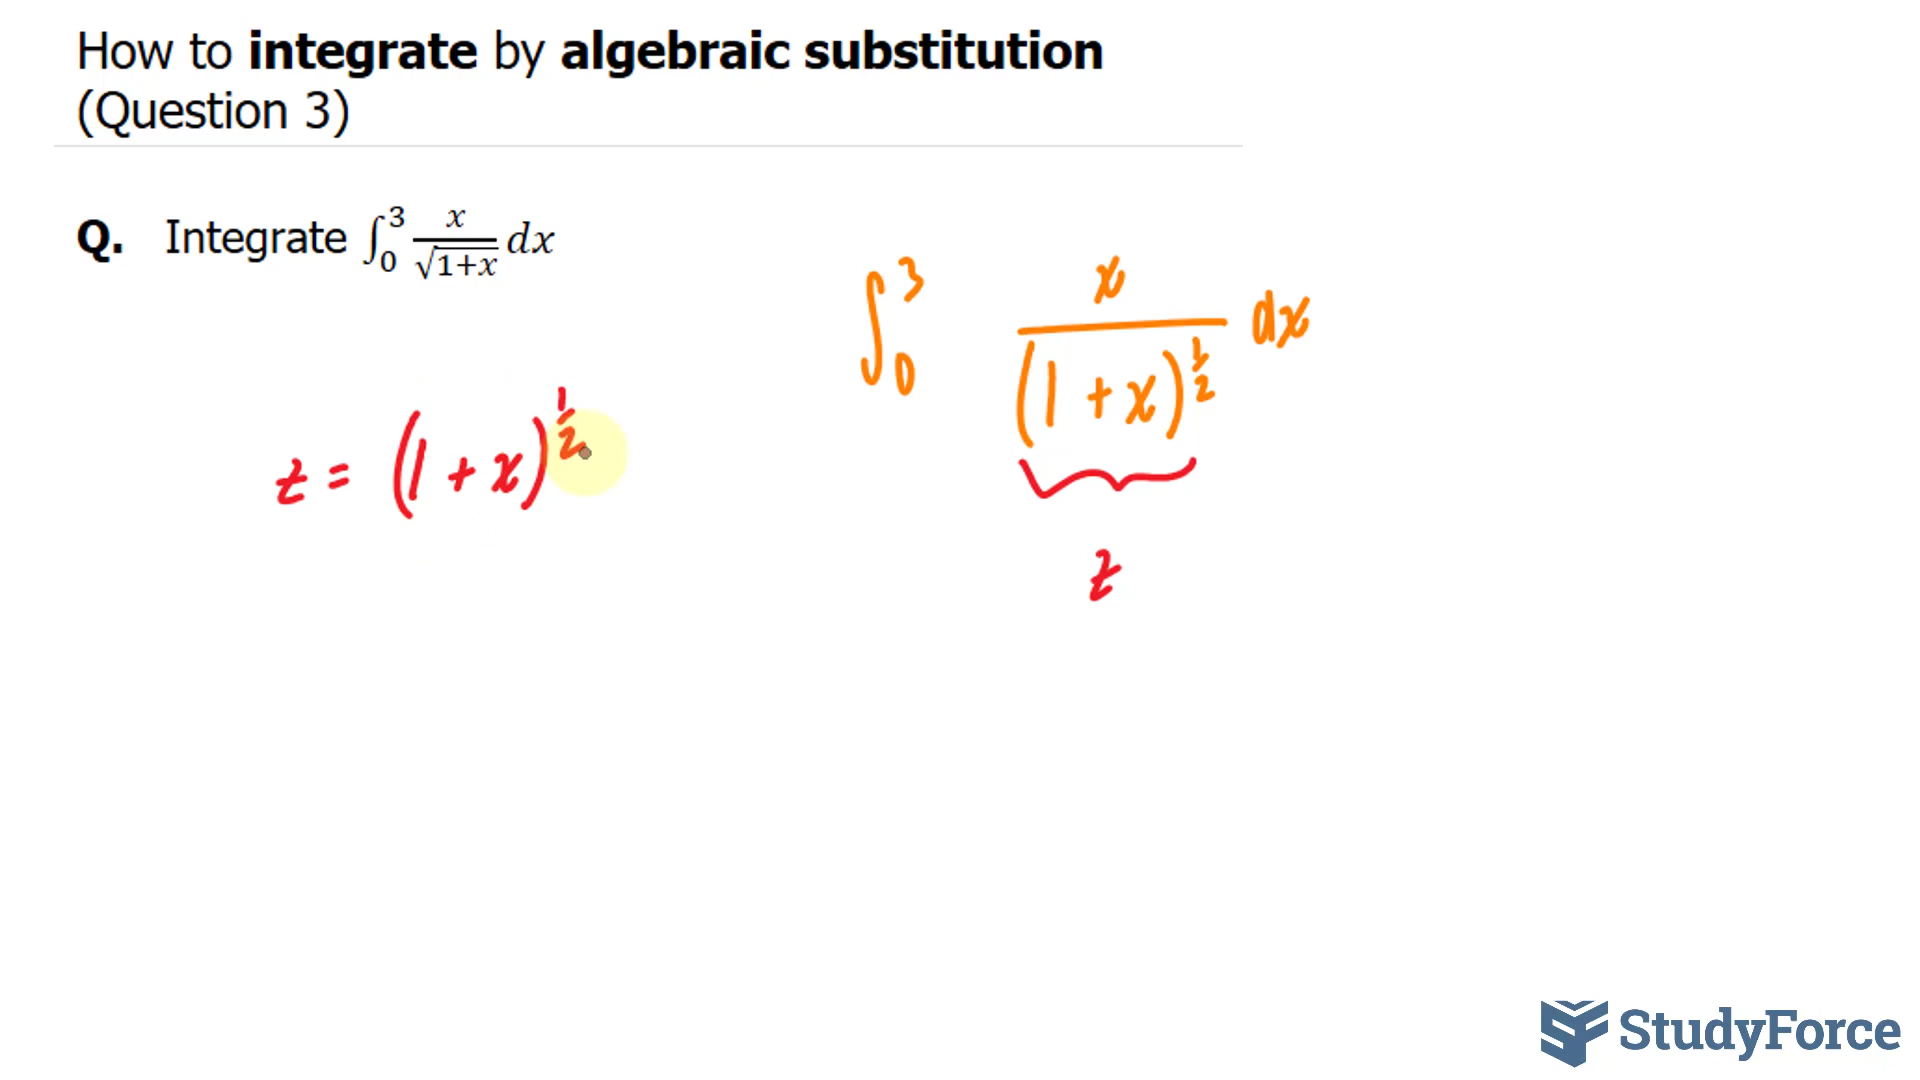 How to integrate by algebraic substitution
(Question 3)
Q. Integrate ∫₀³ x/√(1+x) dx
∫₀³ x/(1+x)^(1/2) dx
z = (1+x)^(1/2)
z
StudyForce